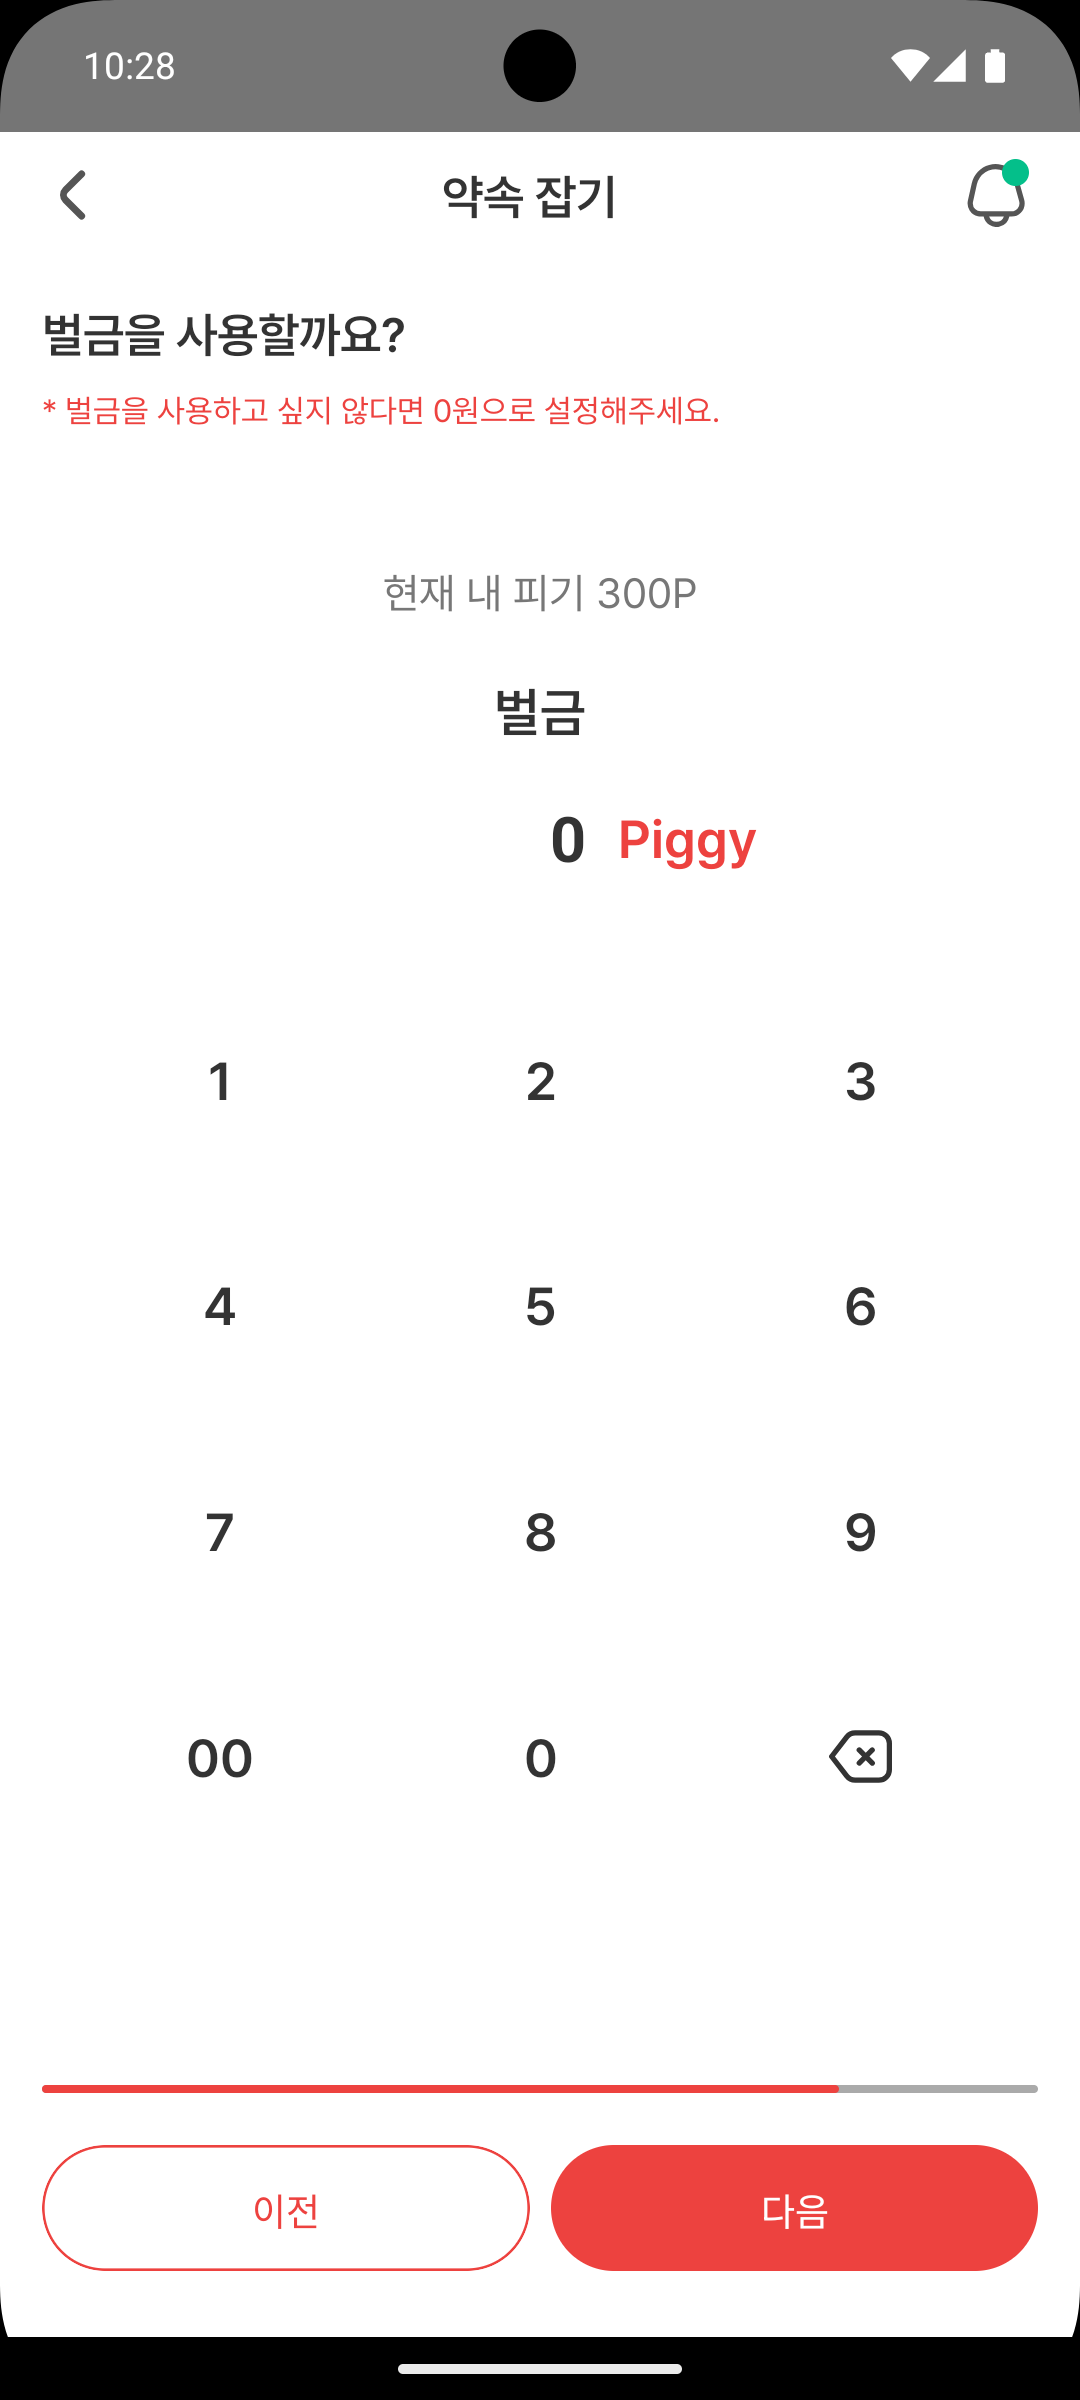 10:28
약속 잡기
벌금을 사용할까요?
* 벌금을 사용하고 싶지 않다면 0원으로 설정해주세요.
현재 내 피기 300P
벌금
0 Piggy
1 2 3
4 5 6
7 8 9
00 0
이전 다음